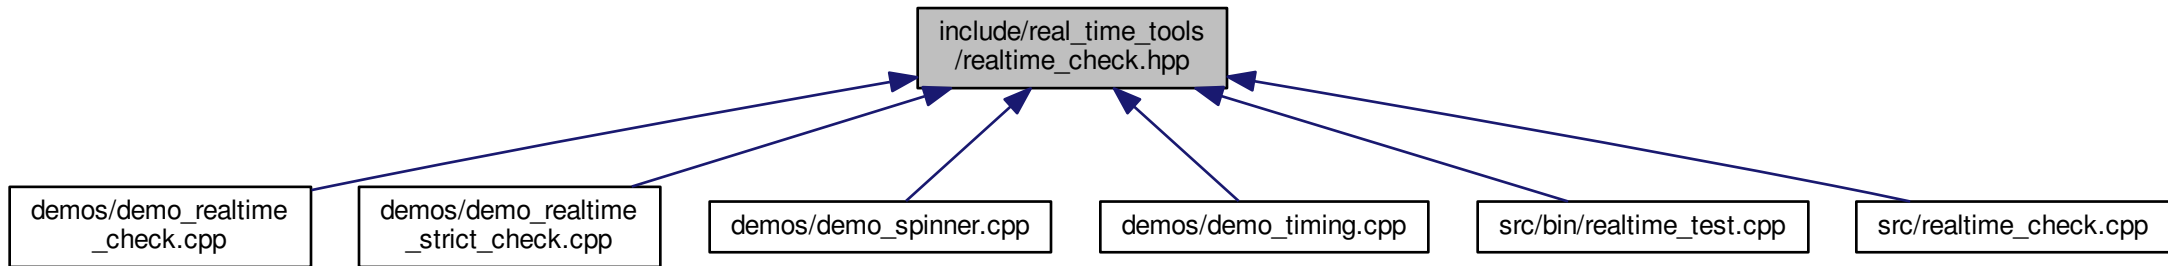 include/real_time_tools
/realtime_check.hpp
demos/demo_realtime
_check.cpp
demos/demo_realtime
_strict_check.cpp
demos/demo_spinner.cpp
demos/demo_timing.cpp
src/bin/realtime_test.cpp
src/realtime_check.cpp